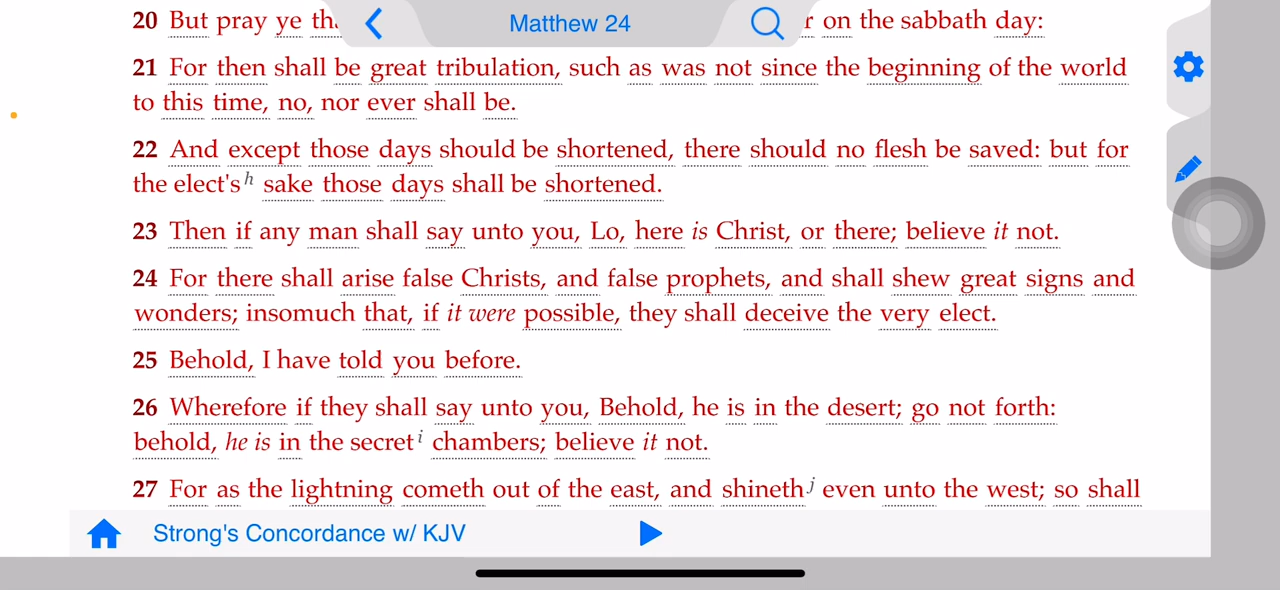 20 But pray ye Matthew 24 on the sabbath day:
21 For then shall be great tribulation, such as was not since the beginning of the world
to this time, no, nor ever shall be.
22 And except those days should be shortened, there should no flesh be saved: but for
the elect's h sake those days shall be shortened.
23 Then if any man shall say unto you, Lo, here is Christ, or there; believe it not.
24 For there shall arise false Christs, and false prophets, and shall shew great signs and
wonders; insomuch that, if it were possible, they shall deceive the very elect.
25 Behold, I have told you before.
26 Wherefore if they shall say unto you, Behold, he is in the desert; go not forth:
behold, he is in the secret i chambers; believe it not.
27 For as the lightning cometh out of the east, and shineth j even unto the west; so shall
Strong's Concordance w/ KJV